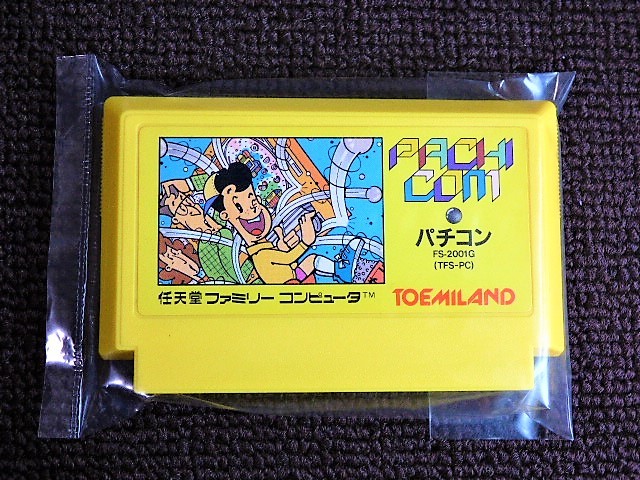 PACHI
COM
パチコン
FS-2001G
(TFS-PC)
任天堂 ファミリー コンピュータ™
TOEMILAND